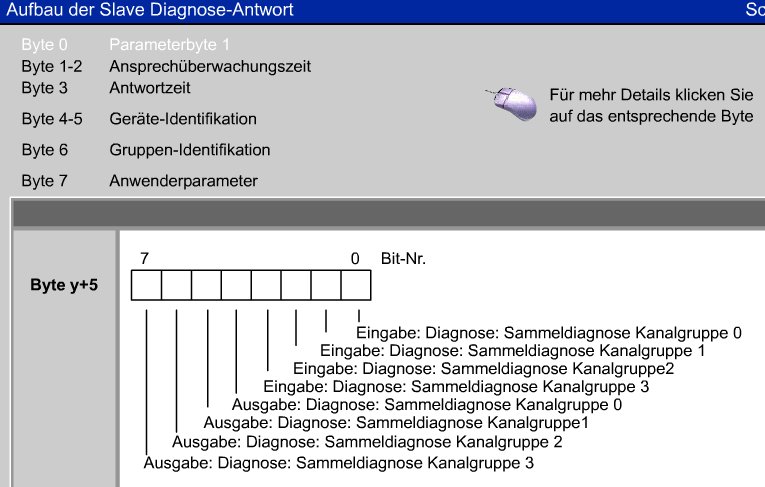 Aufbau der Slave Diagnose-Antwort Sc
Byte 0 Parameterbyte 1
Byte 1-2 Ansprechüberwachungszeit
Byte 3 Antwortzeit
Für mehr Details klicken Sie
auf das entsprechende Byte
Byte 4-5 Geräte-Identifikation
Byte 6 Gruppen-Identifikation
Byte 7 Anwenderparameter
7 0 Bit-Nr.
Byte y+5
Eingabe: Diagnose: Sammeldiagnose Kanalgruppe 0
Eingabe: Diagnose: Sammeldiagnose Kanalgruppe 1
Eingabe: Diagnose: Sammeldiagnose Kanalgruppe2
Eingabe: Diagnose: Sammeldiagnose Kanalgruppe 3
Ausgabe: Diagnose: Sammeldiagnose Kanalgruppe 0
Ausgabe: Diagnose: Sammeldiagnose Kanalgruppe1
Ausgabe: Diagnose: Sammeldiagnose Kanalgruppe 2
Ausgabe: Diagnose: Sammeldiagnose Kanalgruppe 3